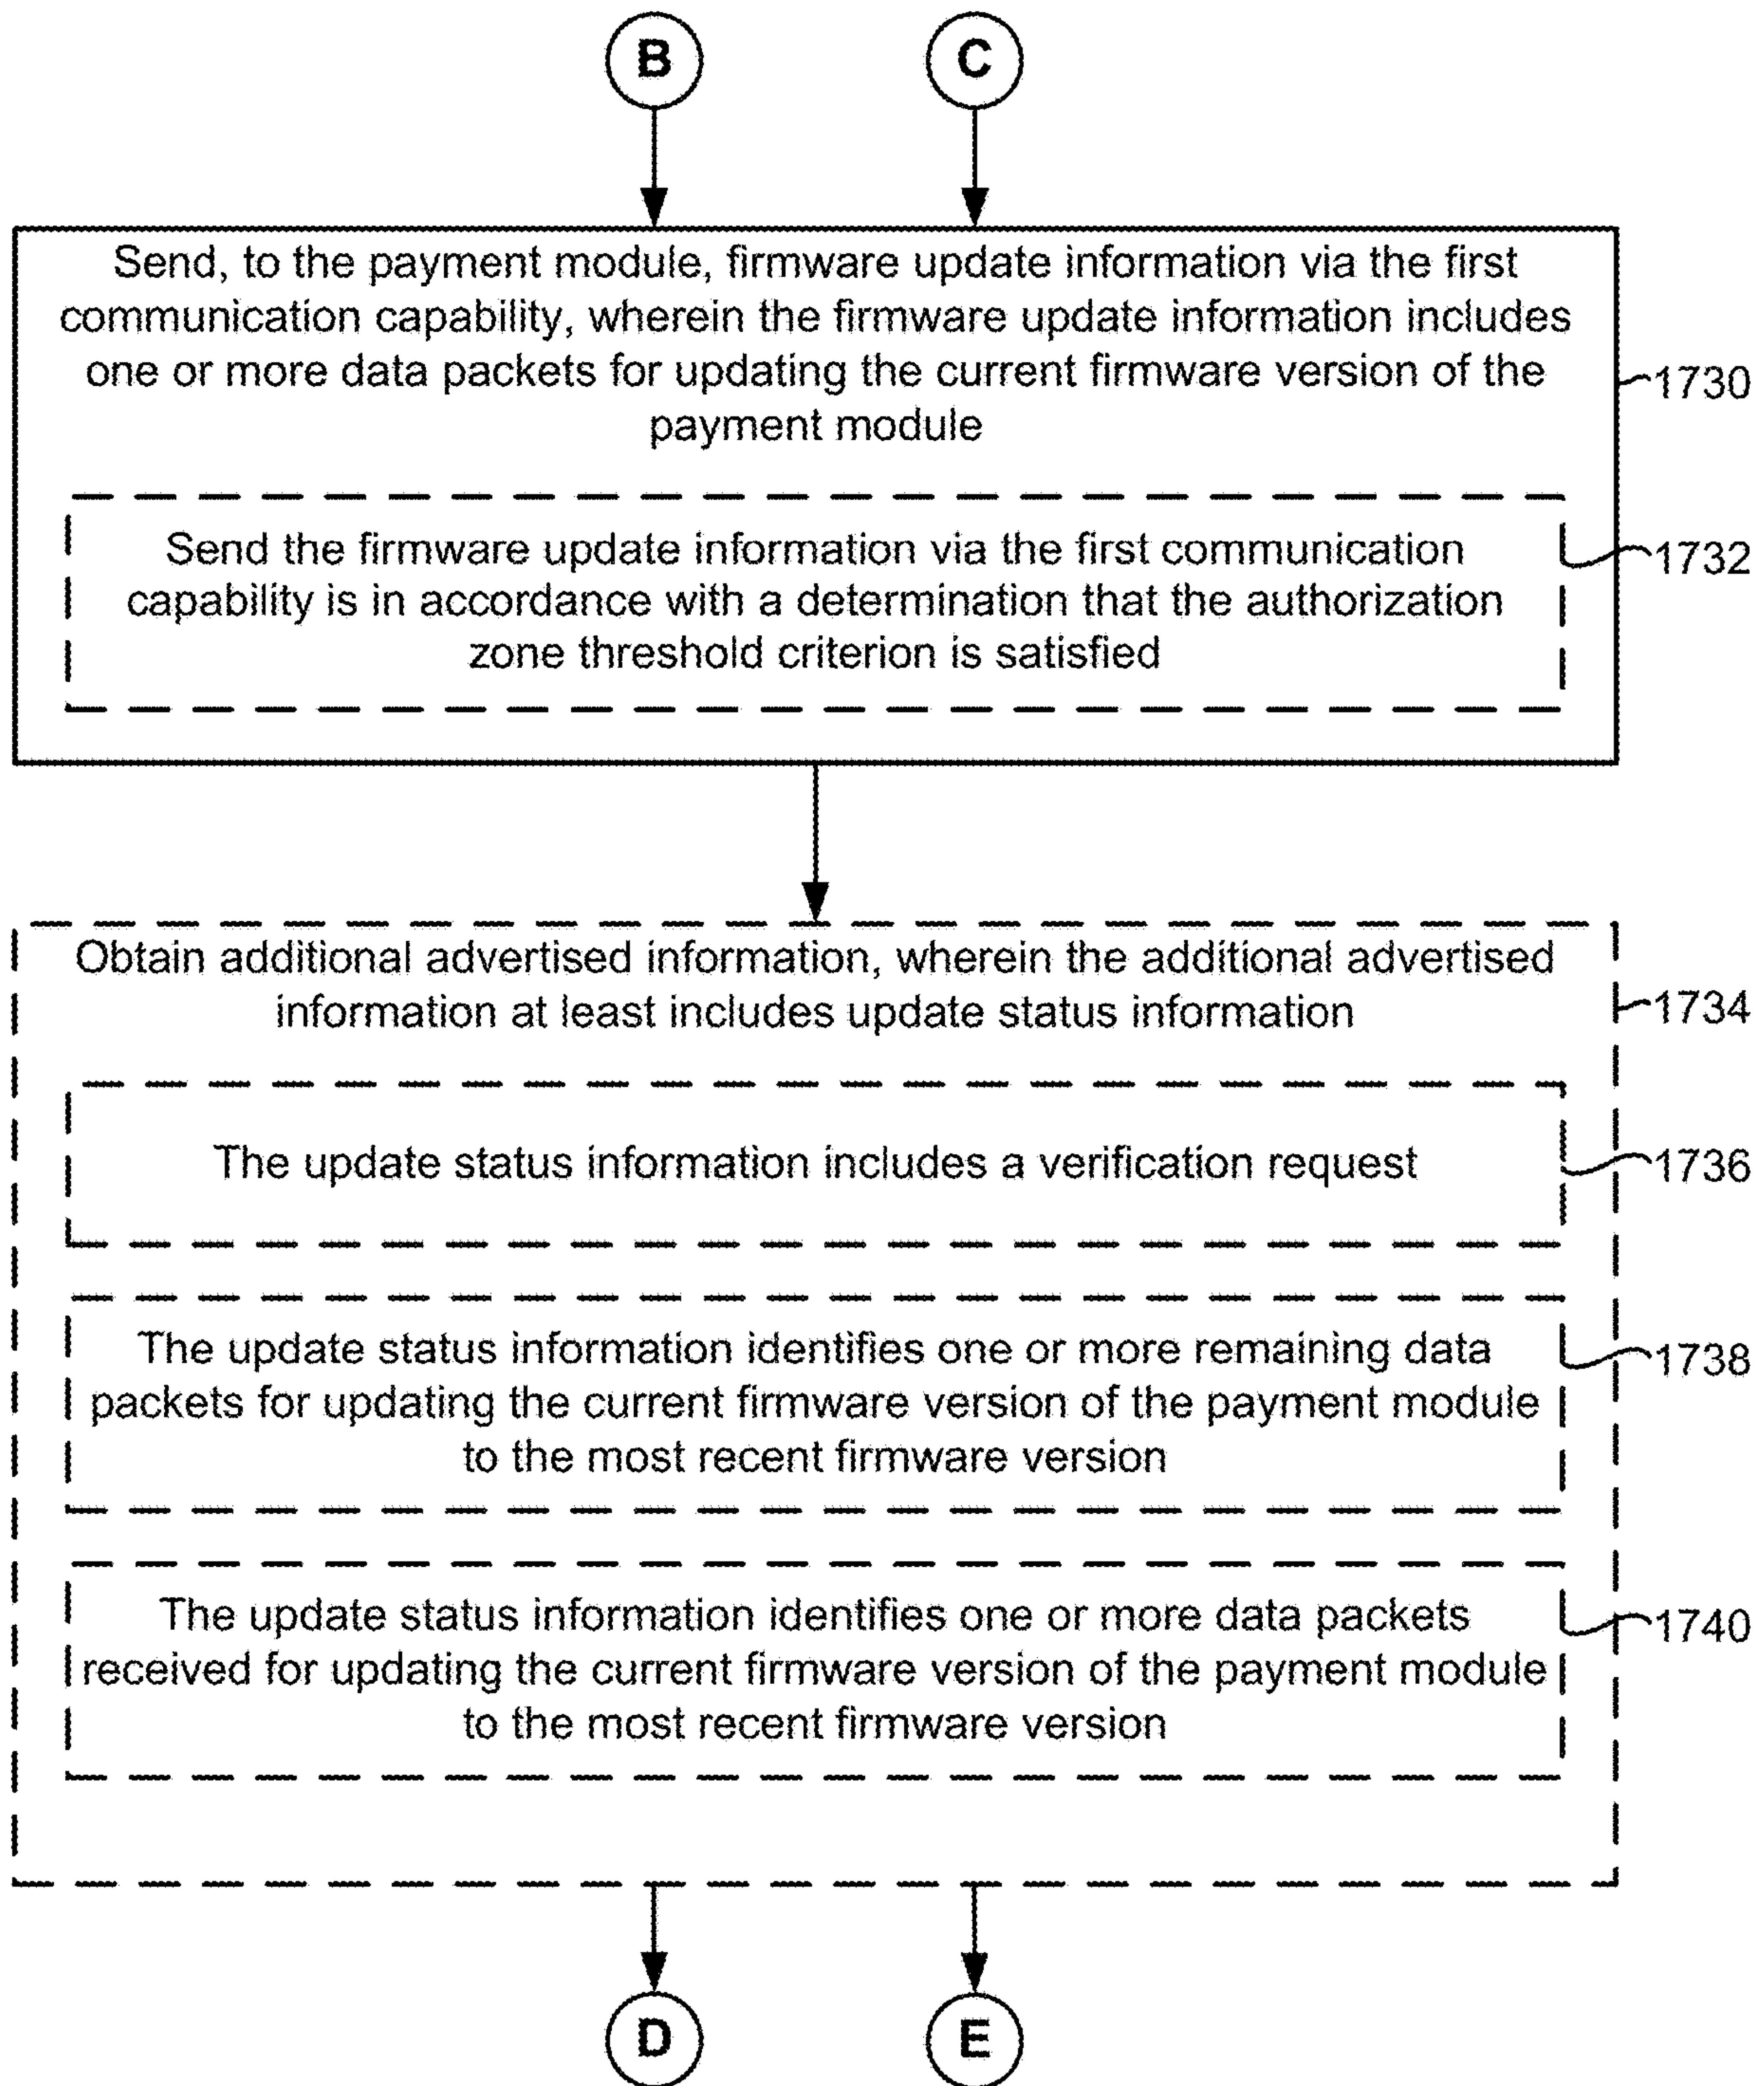 B
C
Send, to the payment module, firmware update information via the first
communication capability, wherein the firmware update information includes
one or more data packets for updating the current firmware version of the
payment module
1730
Send the firmware update information via the first communication
capability is in accordance with a determination that the authorization
zone threshold criterion is satisfied
1732
Obtain additional advertised information, wherein the additional advertised
information at least includes update status information
1734
The update status information includes a verification request
1736
The update status information identifies one or more remaining data
packets for updating the current firmware version of the payment module
to the most recent firmware version
1738
The update status information identifies one or more data packets
received for updating the current firmware version of the payment module
to the most recent firmware version
1740
D
E